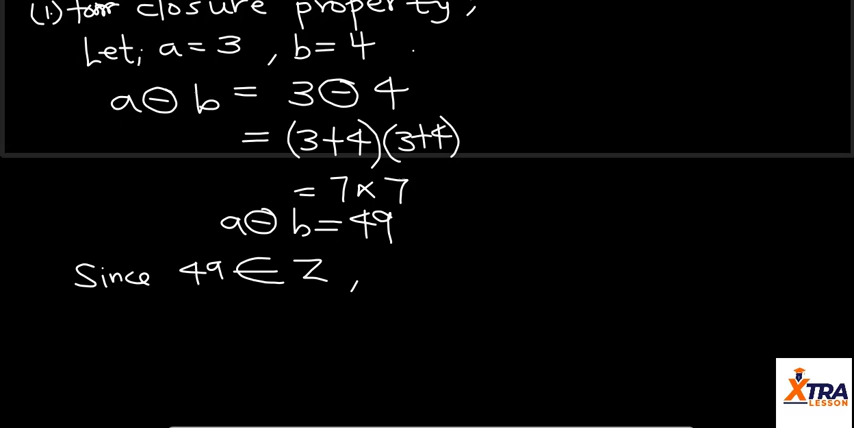 (1.) for closure property,
Let; a = 3 , b = 4 .
a ⊖ b = 3 ⊖ 4
= (3+4)(3+4)
= 7 × 7
a ⊖ b = 49
Since 49 ∈ Z ,
XTRA
LESSON